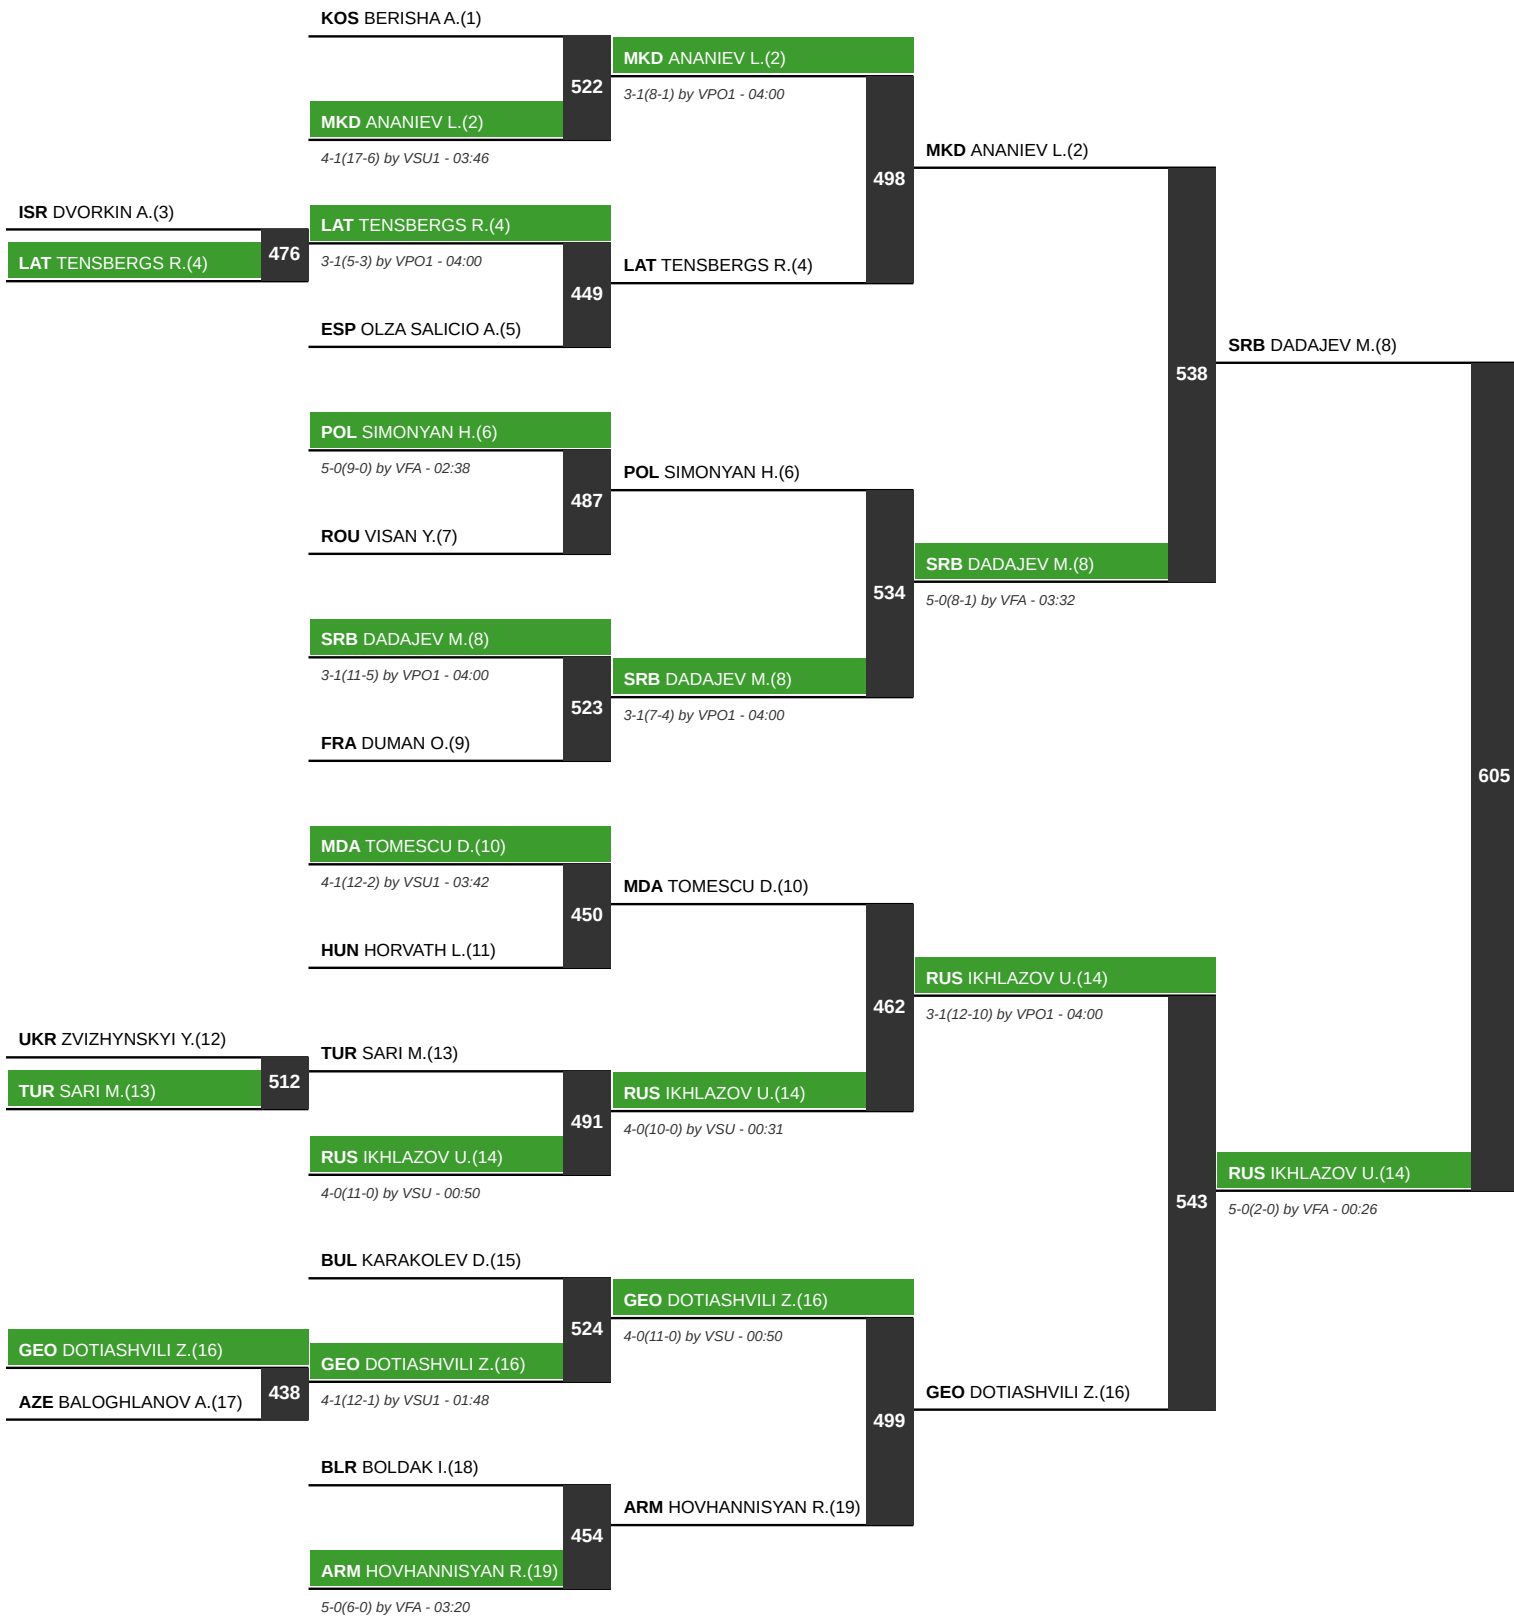 KOS BERISHA A.(1)
522
MKD ANANIEV L.(2)
4-1(17-6) by VSU1 - 03:46
ISR DVORKIN A.(3)
476
LAT TENSBERGS R.(4)
LAT TENSBERGS R.(4)
3-1(5-3) by VPO1 - 04:00
449
ESP OLZA SALICIO A.(5)
POL SIMONYAN H.(6)
5-0(9-0) by VFA - 02:38
487
ROU VISAN Y.(7)
SRB DADAJEV M.(8)
3-1(11-5) by VPO1 - 04:00
523
FRA DUMAN O.(9)
MDA TOMESCU D.(10)
4-1(12-2) by VSU1 - 03:42
450
HUN HORVATH L.(11)
UKR ZVIZHYNSKYI Y.(12)
512
TUR SARI M.(13)
TUR SARI M.(13)
491
RUS IKHLAZOV U.(14)
4-0(11-0) by VSU - 00:50
BUL KARAKOLEV D.(15)
524
GEO DOTIASHVILI Z.(16)
438
AZE BALOGHLANOV A.(17)
GEO DOTIASHVILI Z.(16)
4-1(12-1) by VSU1 - 01:48
BLR BOLDAK I.(18)
454
ARM HOVHANNISYAN R.(19)
5-0(6-0) by VFA - 03:20
MKD ANANIEV L.(2)
3-1(8-1) by VPO1 - 04:00
498
LAT TENSBERGS R.(4)
POL SIMONYAN H.(6)
534
SRB DADAJEV M.(8)
3-1(7-4) by VPO1 - 04:00
MDA TOMESCU D.(10)
462
RUS IKHLAZOV U.(14)
4-0(10-0) by VSU - 00:31
GEO DOTIASHVILI Z.(16)
4-0(11-0) by VSU - 00:50
499
ARM HOVHANNISYAN R.(19)
MKD ANANIEV L.(2)
538
SRB DADAJEV M.(8)
5-0(8-1) by VFA - 03:32
RUS IKHLAZOV U.(14)
3-1(12-10) by VPO1 - 04:00
543
GEO DOTIASHVILI Z.(16)
SRB DADAJEV M.(8)
605
RUS IKHLAZOV U.(14)
5-0(2-0) by VFA - 00:26